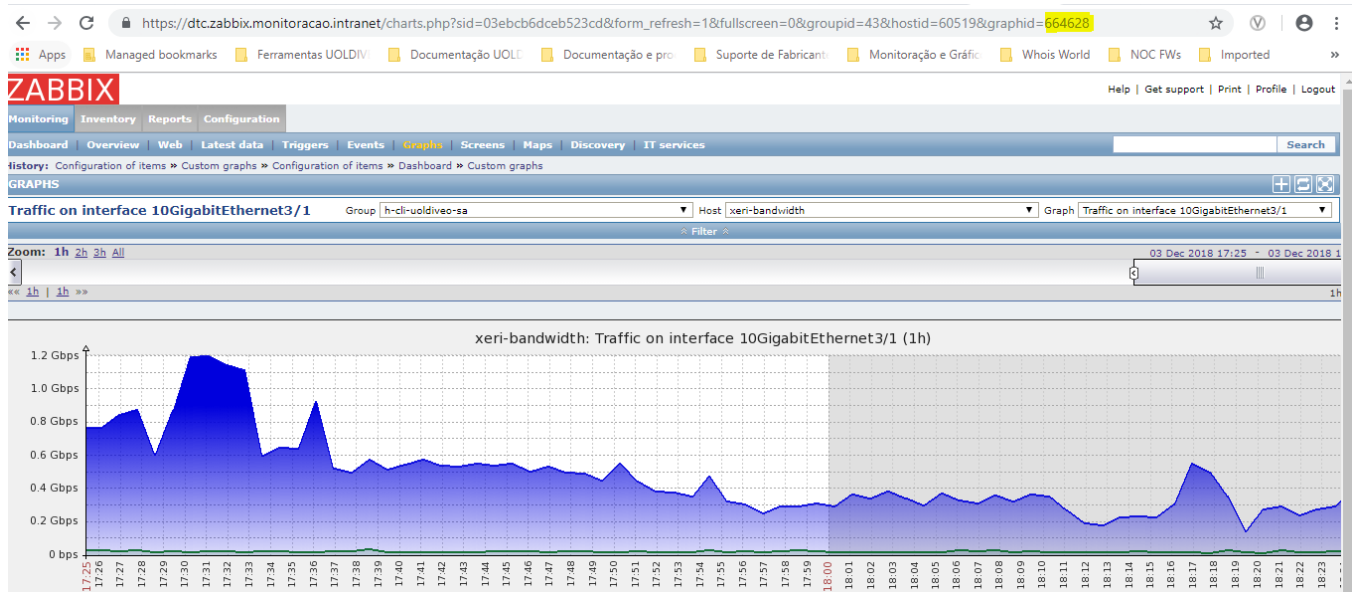 https://dtc.zabbix.monitoracao.intranet/charts.php?sid=03ebcb6dceb523cd&form_refresh=1&fullscreen=0&groupid=43&hostid=60519&graphid=664628
Apps Managed bookmarks Ferramentas UOLDIV Documentação UOLD Documentação e pro Suporte de Fabricant Monitoração e Gráfic Whois World NOC FWs Imported »
ZABBIX
Help | Get support | Print | Profile | Logout
Monitoring Inventory Reports Configuration
Dashboard | Overview | Web | Latest data | Triggers | Events | Graphs | Screens | Maps | Discovery | IT services Search
History: Configuration of items » Custom graphs » Configuration of items » Dashboard » Custom graphs
GRAPHS
Traffic on interface 10GigabitEthernet3/1 Group h-cli-uoldiveo-sa Host xeri-bandwidth Graph Traffic on interface 10GigabitEthernet3/1
Filter
Zoom: 1h 2h 3h All 03 Dec 2018 17:25 - 03 Dec 2018 1
«« 1h | 1h »» 1h
xeri-bandwidth: Traffic on interface 10GigabitEthernet3/1 (1h)
1.2 Gbps
1.0 Gbps
0.8 Gbps
0.6 Gbps
0.4 Gbps
0.2 Gbps
0 bps
17:25 17:26 17:27 17:28 17:29 17:30 17:31 17:32 17:33 17:34 17:35 17:36 17:37 17:38 17:39 17:40 17:41 17:42 17:43 17:44 17:45 17:46 17:47 17:48 17:49 17:50 17:51 17:52 17:53 17:54 17:55 17:56 17:57 17:58 17:59 18:00 18:01 18:02 18:03 18:04 18:05 18:06 18:07 18:08 18:09 18:10 18:11 18:12 18:13 18:14 18:15 18:16 18:17 18:18 18:19 18:20 18:21 18:22 18:23